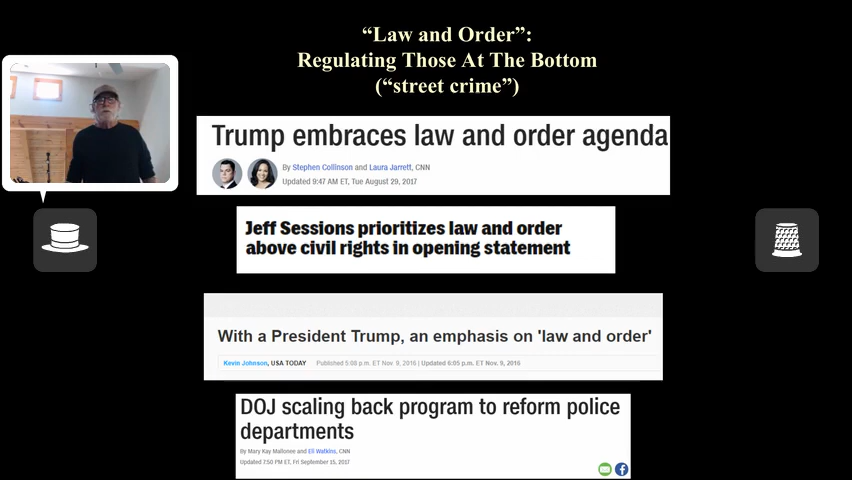 “Law and Order”:
Regulating Those At The Bottom
(“street crime”)
Trump embraces law and order agenda
By Stephen Collinson and Laura Jarrett, CNN
Updated 9:47 AM ET, Tue August 29, 2017
Jeff Sessions prioritizes law and order
above civil rights in opening statement
With a President Trump, an emphasis on 'law and order'
Kevin Johnson, USA TODAY Published 5:08 p.m. ET Nov. 9, 2016 | Updated 6:05 p.m. ET Nov. 9, 2016
DOJ scaling back program to reform police
departments
By Mary Kay Mallonee and Eli Watkins, CNN
Updated 7:50 PM ET, Fri September 15, 2017